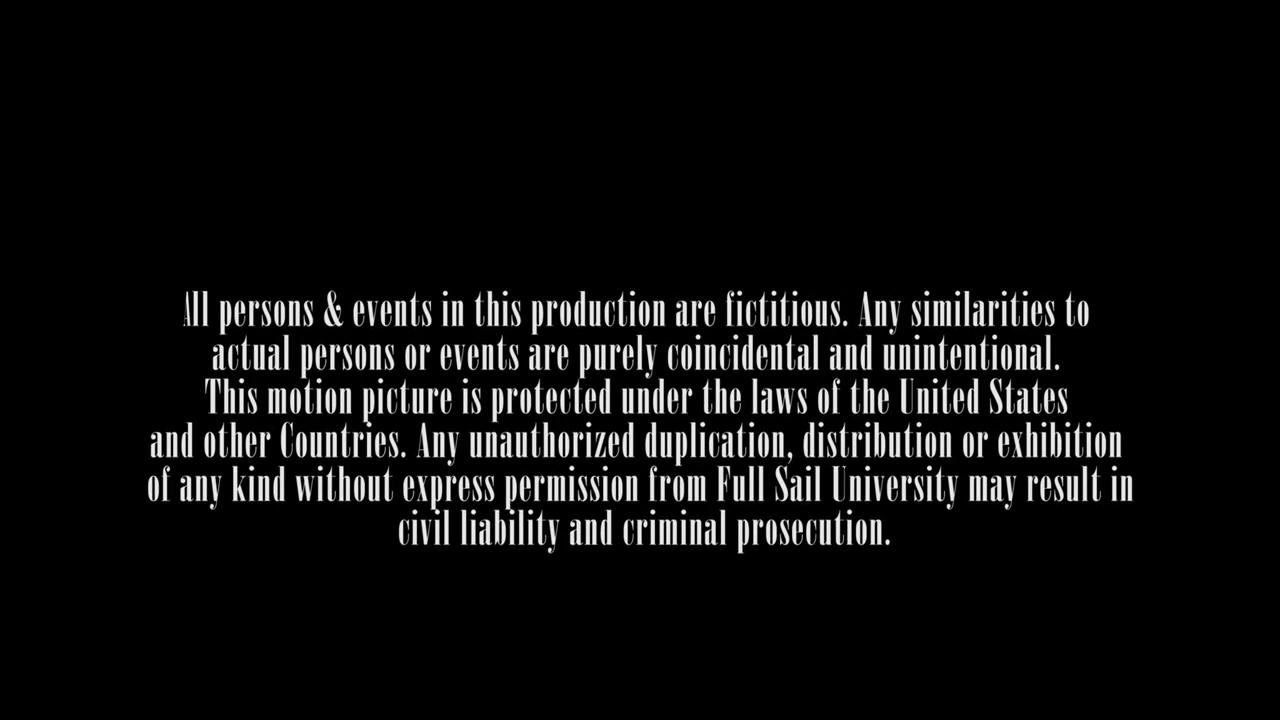 All persons & events in this production are fictitious. Any similarities to
actual persons or events are purely coincidental and unintentional.
This motion picture is protected under the laws of the United States
and other Countries. Any unauthorized duplication, distribution or exhibition
of any kind without express permission from Full Sail University may result in
civil liability and criminal prosecution.